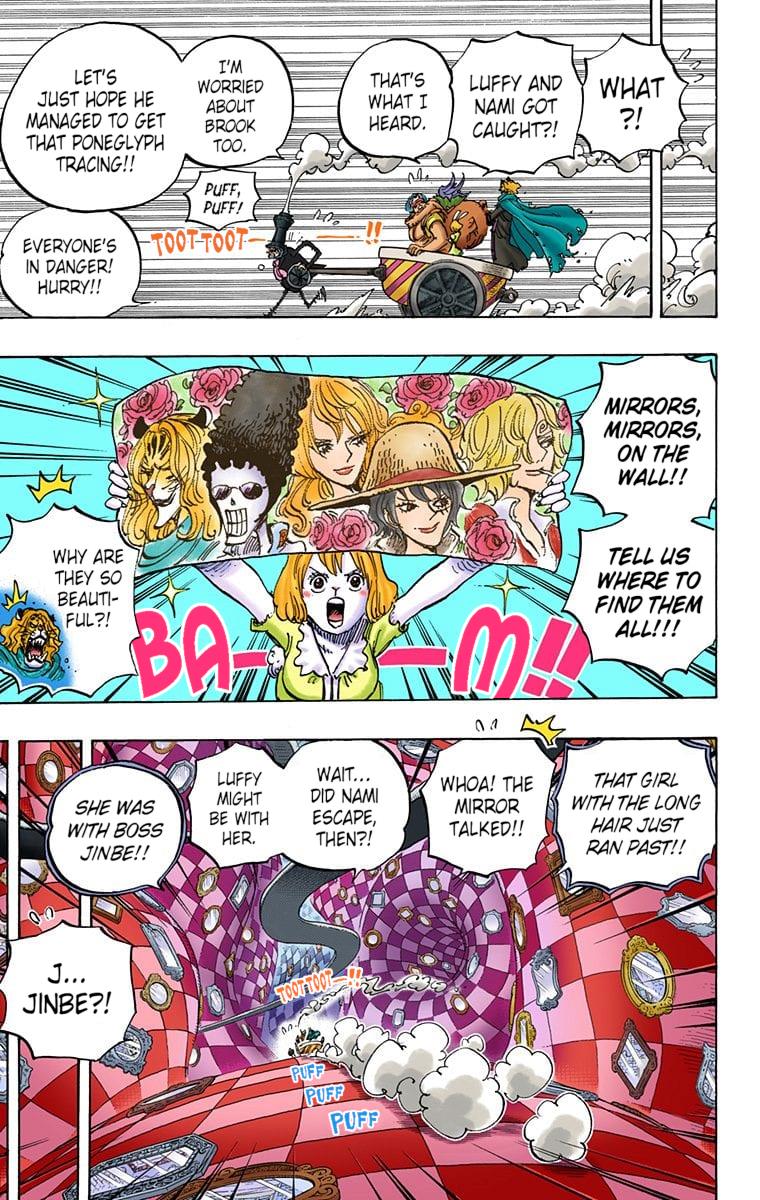 WHAT
?!
LUFFY AND
NAMI GOT
CAUGHT?!
THAT'S
WHAT I
HEARD.
I'M
WORRIED
ABOUT
BROOK
TOO.
LET'S
JUST HOPE HE
MANAGED TO GET
THAT PONEGLYPH
TRACING!!
PUFF,
PUFF!
TOOT-TOOT—!!
EVERYONE'S
IN DANGER!
HURRY!!
MIRRORS,
MIRRORS,
ON THE
WALL!!
TELL US
WHERE TO
FIND THEM
ALL!!!
WHY ARE
THEY SO
BEAUTI-
FUL?!
BA——M!!
THAT GIRL
WITH THE LONG
HAIR JUST
RAN PAST!!
WHOA! THE
MIRROR
TALKED!!
WAIT...
DID NAMI
ESCAPE,
THEN?!
LUFFY
MIGHT
BE WITH
HER.
SHE WAS
WITH BOSS
JINBE!!
J...
JINBE?!
TOOT-TOOT—!!
PUFF
PUFF
PUFF